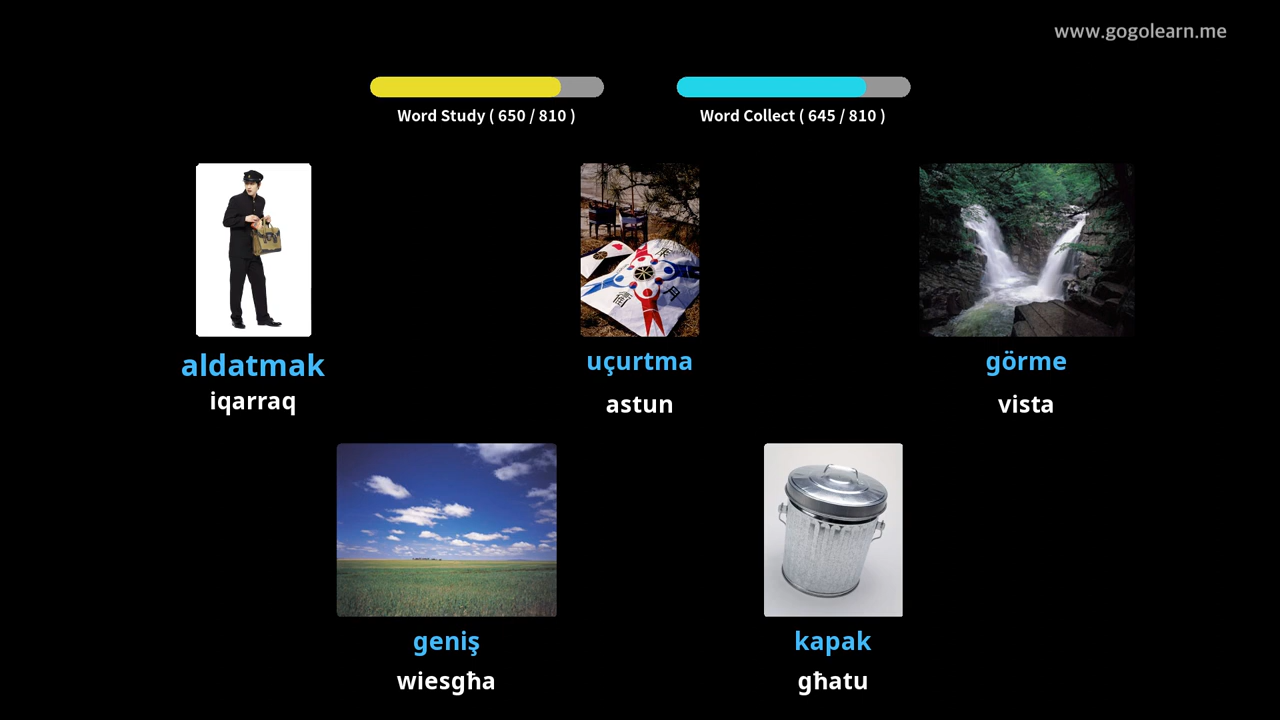 www.gogolearn.me
Word Study ( 650 / 810 )
Word Collect ( 645 / 810 )
aldatmak
iqarraq
uçurtma
astun
görme
vista
geniş
wiesgħa
kapak
għatu